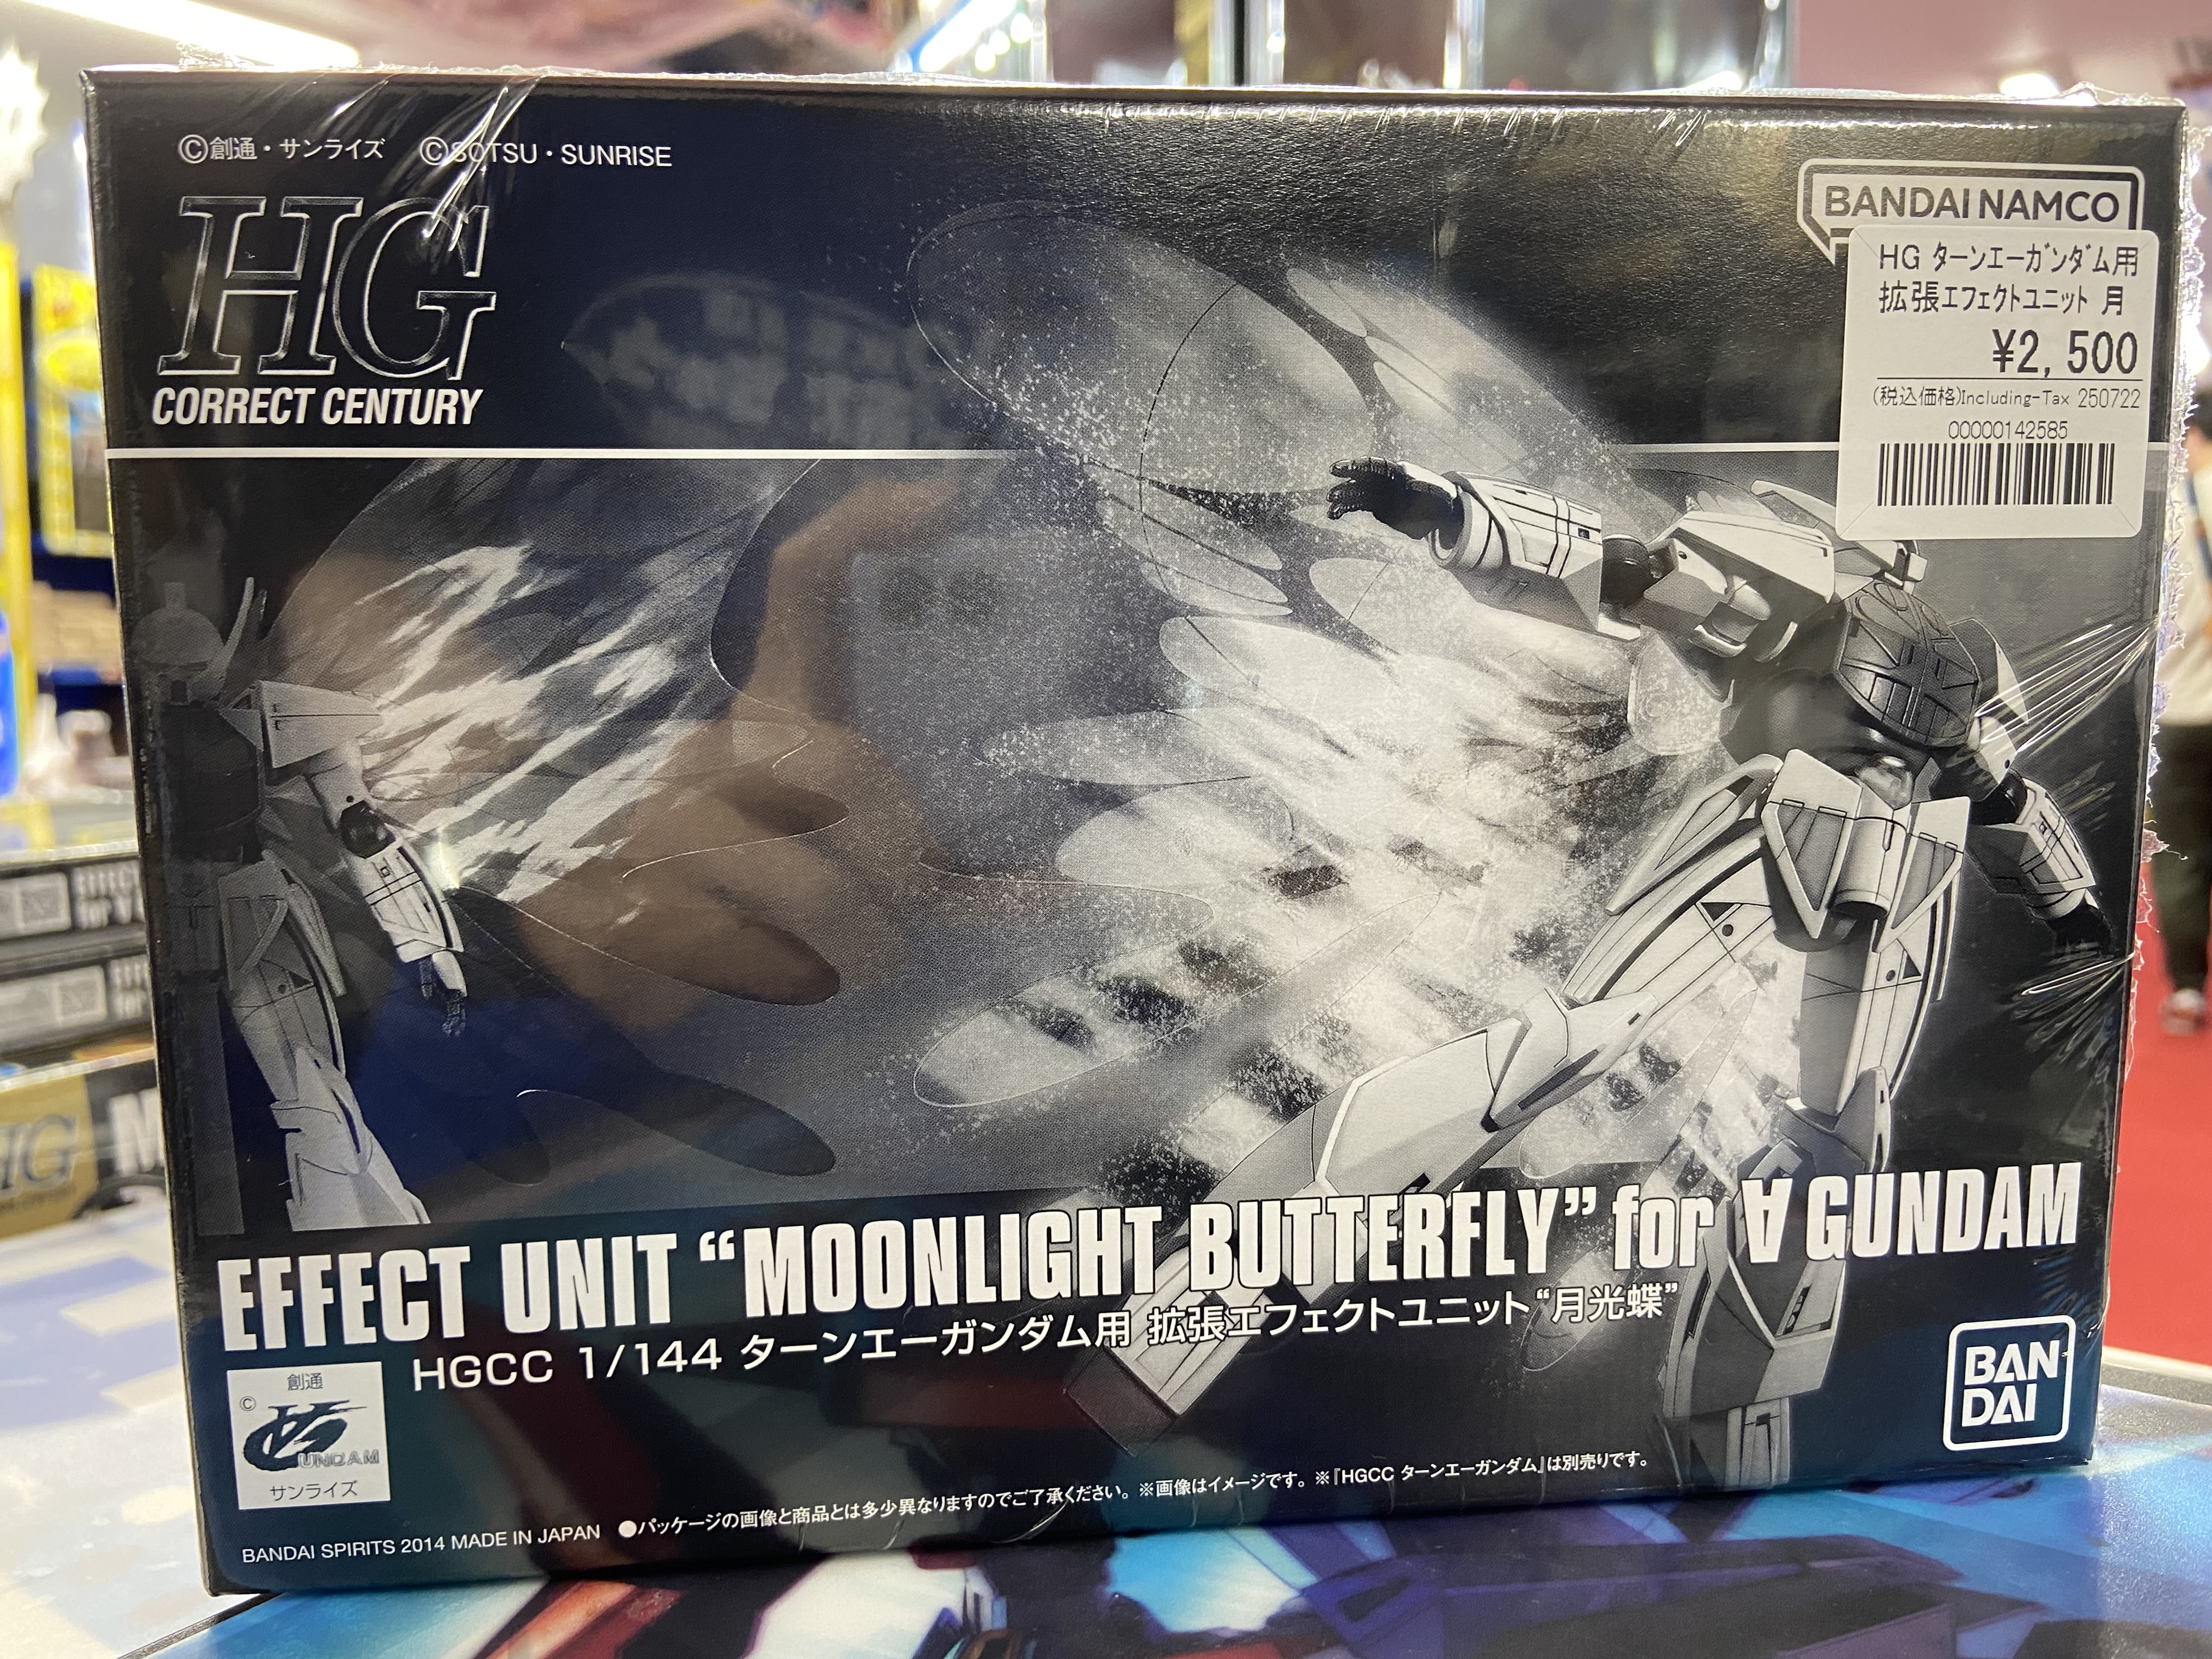 ©創通・サンライズ ©SOTSU・SUNRISE
HG
CORRECT CENTURY
BANDAI NAMCO
HG ターンエーガンダム用
拡張エフェクトユニット 月
¥2,500
(税込価格)Including-Tax 250722
00000142585
EFFECT UNIT “MOONLIGHT BUTTERFLY” for ∀ GUNDAM
HGCC 1/144 ターンエーガンダム用 拡張エフェクトユニット“月光蝶”
創通
©
GUNDAM
サンライズ
BAN
DAI
BANDAI SPIRITS 2014 MADE IN JAPAN ●パッケージの画像と商品とは多少異なりますのでご了承ください。※画像はイメージです。※『HGCC ターンエーガンダム』は別売りです。
HG